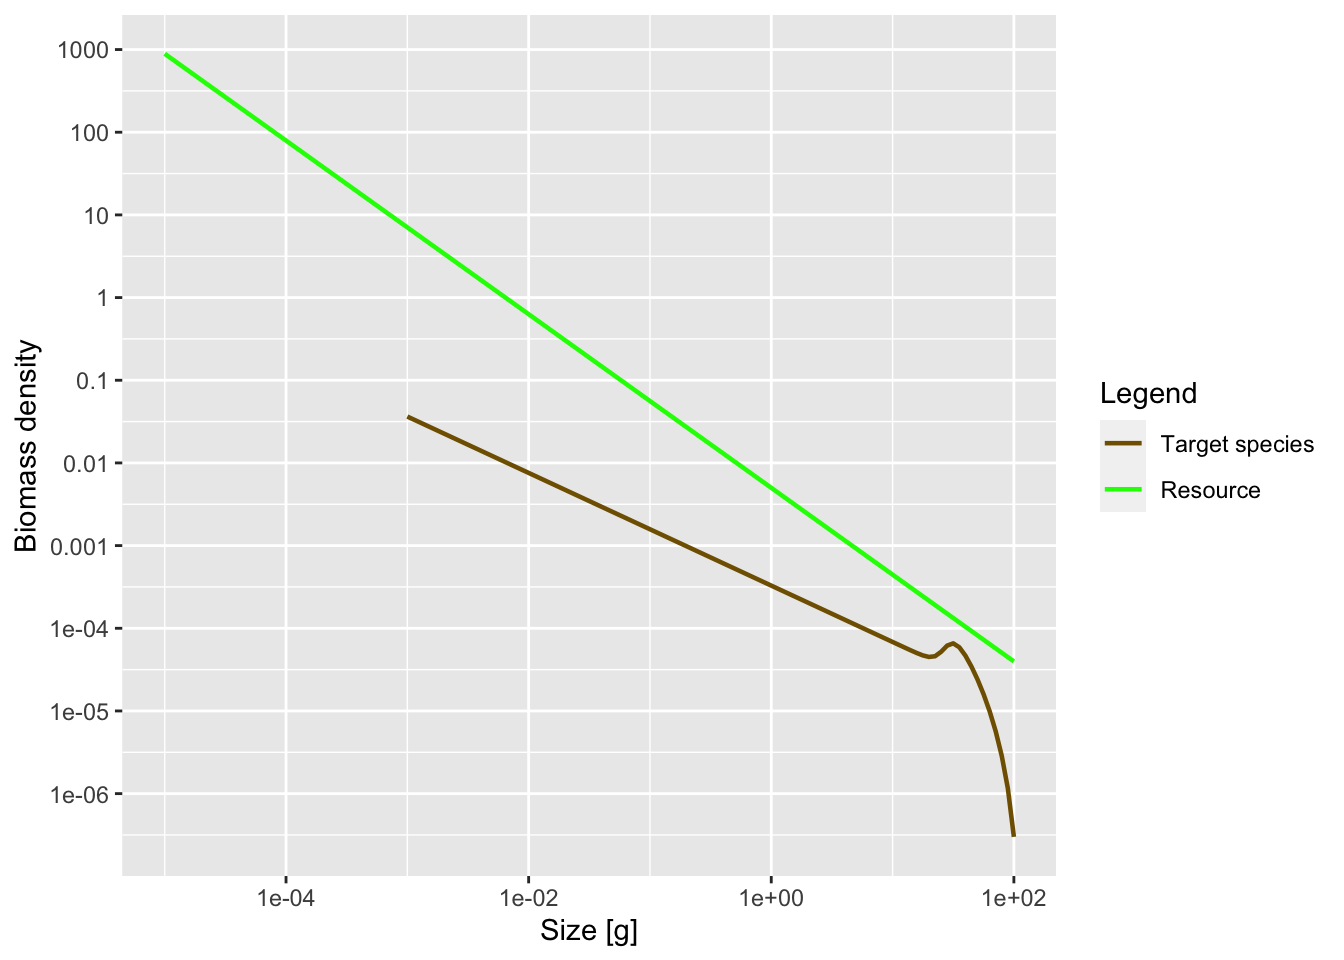 1000
100
10
1
0.1
0.01
0.001
1e-04
1e-05
1e-06
Biomass density
1e-04 1e-02 1e+00 1e+02
Size [g]
Legend
Target species
Resource